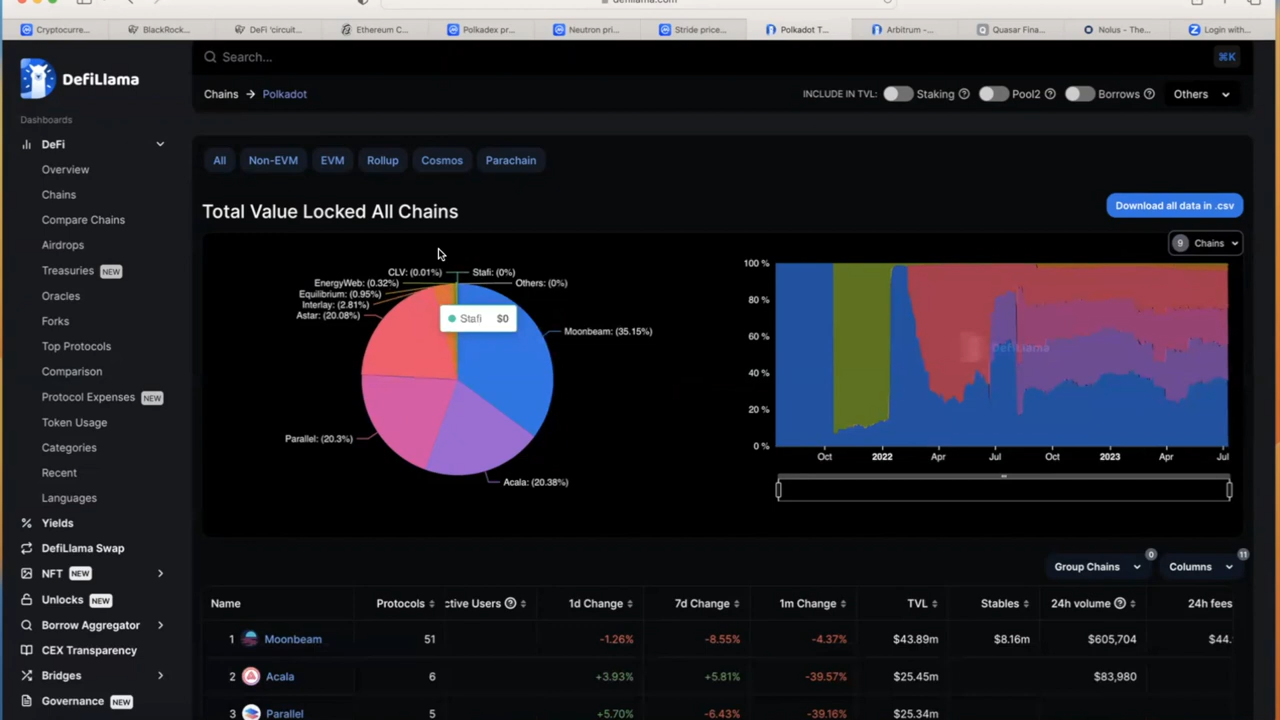 defillama.com
Cryptocurre...
BlackRock...
DeFi 'circuit...
Ethereum C...
Polkadex pr...
Neutron pri...
Stride price...
Polkadot T...
Arbitrum -...
Quasar Fina...
Nolus - The...
Login with...
DefiLlama
Search...
⌘K
Chains → Polkadot
INCLUDE IN TVL: Staking Pool2 Borrows Others
Dashboards
DeFi
Overview
Chains
Compare Chains
Airdrops
Treasuries NEW
Oracles
Forks
Top Protocols
Comparison
Protocol Expenses NEW
Token Usage
Categories
Recent
Languages
Yields
DefiLlama Swap
NFT NEW
Unlocks NEW
Borrow Aggregator
CEX Transparency
Bridges
Governance NEW
All Non-EVM EVM Rollup Cosmos Parachain
Total Value Locked All Chains
Download all data in .csv
9 Chains
CLV: (0.01%)
Stafi: (0%)
EnergyWeb: (0.32%)
Others: (0%)
Equilibrium: (0.95%)
Interlay: (2.81%)
Astar: (20.08%)
Stafi $0
Moonbeam: (35.15%)
Parallel: (20.3%)
Acala: (20.38%)
100 %
80 %
60 %
40 %
20 %
0 %
DefiLlama
Oct 2022 Apr Jul Oct 2023 Apr Jul
Group Chains 0
Columns 11
Name Protocols ctive Users 1d Change 7d Change 1m Change TVL Stables 24h volume 24h fees
1 Moonbeam 51 -1.26% -8.55% -4.37% $43.89m $8.16m $605,704 $44.
2 Acala 6 +3.93% +5.81% -39.57% $25.45m $83,980
3 Parallel 5 +5.70% -6.43% -39.16% $25.34m